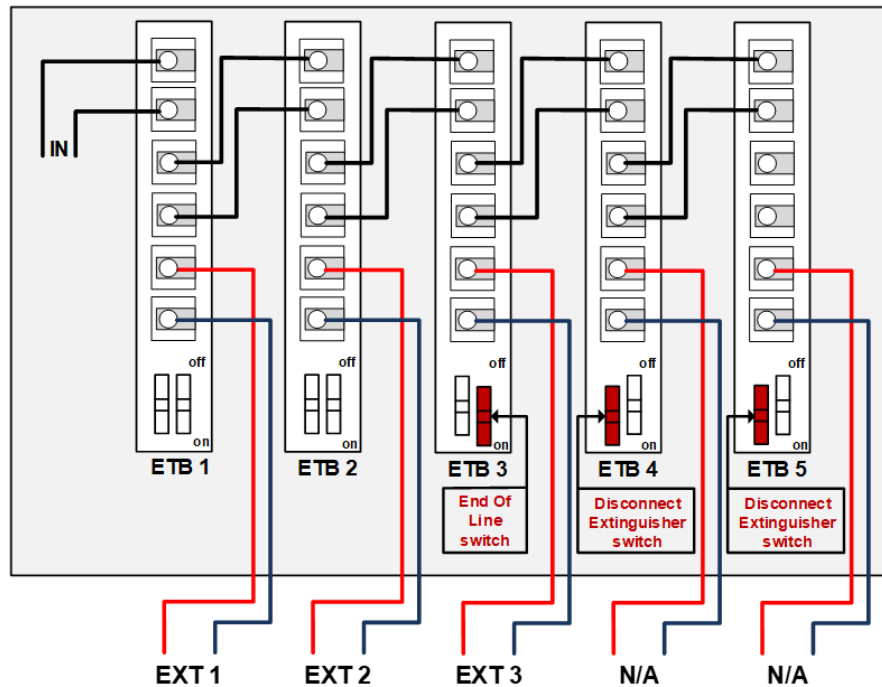 IN
off
off
off
off
off
on
on
on
on
on
ETB 1
ETB 2
ETB 3
ETB 4
ETB 5
End Of
Line
switch
Disconnect
Extinguisher
switch
Disconnect
Extinguisher
switch
EXT 1
EXT 2
EXT 3
N/A
N/A